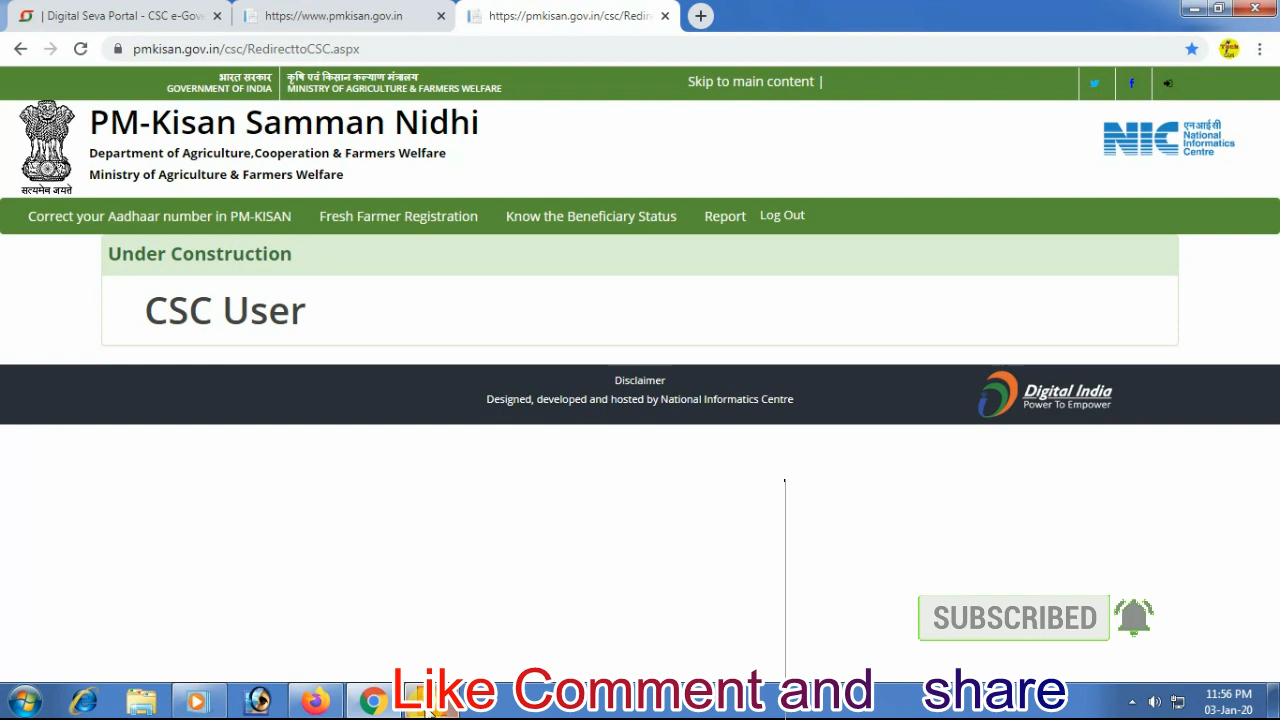 | Digital Seva Portal - CSC e-Gov
https://www.pmkisan.gov.in
https://pmkisan.gov.in/csc/Redir
pmkisan.gov.in/csc/RedirecttoCSC.aspx
भारत सरकार
GOVERNMENT OF INDIA
कृषि एवं किसान कल्याण मंत्रालय
MINISTRY OF AGRICULTURE & FARMERS WELFARE
Skip to main content |
सत्यमेव जयते
PM-Kisan Samman Nidhi
Department of Agriculture,Cooperation & Farmers Welfare
Ministry of Agriculture & Farmers Welfare
NIC
एनआईसी
National
Informatics
Centre
Correct your Aadhaar number in PM-KISAN Fresh Farmer Registration Know the Beneficiary Status Report Log Out
Under Construction
CSC User
Disclaimer
Designed, developed and hosted by National Informatics Centre
Digital India
Power To Empower
SUBSCRIBED
Like Comment and share
11:56 PM
03-Jan-20